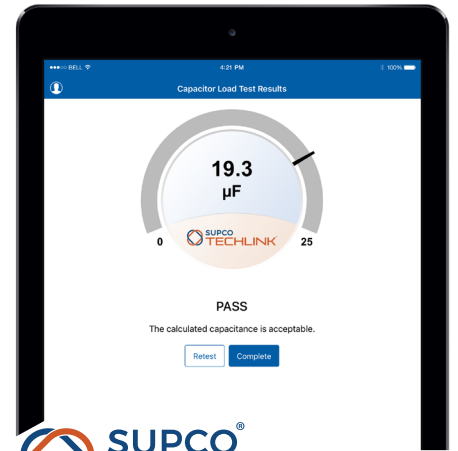 ●●●○○ BELL 4:21 PM 100%
Capacitor Load Test Results
19.3
µF
SUPCO
TECHLINK
0 25
PASS
The calculated capacitance is acceptable.
Retest Complete
SUPCO®